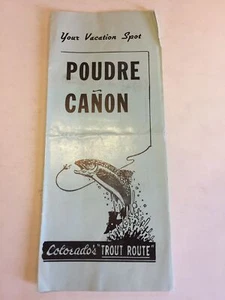 Your Vacation Spot
POUDRE
CAÑON
Colorado's "TROUT ROUTE"